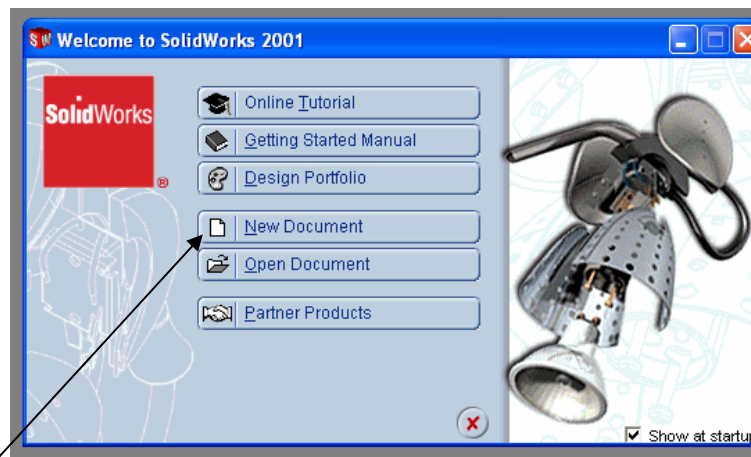 SW Welcome to SolidWorks 2001
SolidWorks
®
Online Tutorial
Getting Started Manual
Design Portfolio
New Document
Open Document
Partner Products
Show at startup